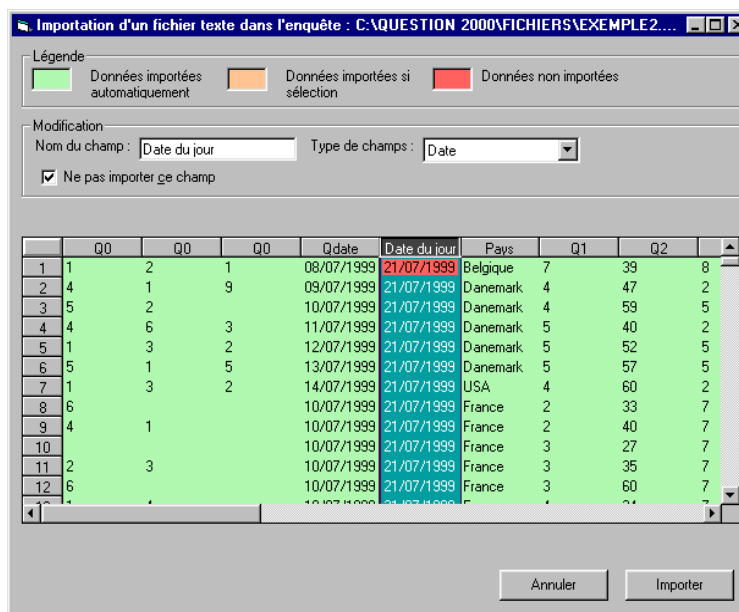 Importation d'un fichier texte dans l'enquête : C:\QUESTION 2000\FICHIERS\EXEMPLE2....
Légende
Données importées automatiquement
Données importées si sélection
Données non importées
Modification
Nom du champ : Date du jour Type de champs : Date
Ne pas importer ce champ
Q0 Q0 Q0 Qdate Date du jour Pays Q1 Q2
1 1 2 1 08/07/1999 21/07/1999 Belgique 7 39 8
2 4 1 9 09/07/1999 21/07/1999 Danemark 4 47 2
3 5 2 10/07/1999 21/07/1999 Danemark 4 59 5
4 4 6 3 11/07/1999 21/07/1999 Danemark 5 40 2
5 1 3 2 12/07/1999 21/07/1999 Danemark 5 52 5
6 5 1 5 13/07/1999 21/07/1999 Danemark 5 57 5
7 1 3 2 14/07/1999 21/07/1999 USA 4 60 2
8 6 10/07/1999 21/07/1999 France 2 33 7
9 4 1 10/07/1999 21/07/1999 France 2 40 7
10 10/07/1999 21/07/1999 France 3 27 7
11 2 3 10/07/1999 21/07/1999 France 3 35 7
12 6 10/07/1999 21/07/1999 France 3 60 7
Annuler Importer